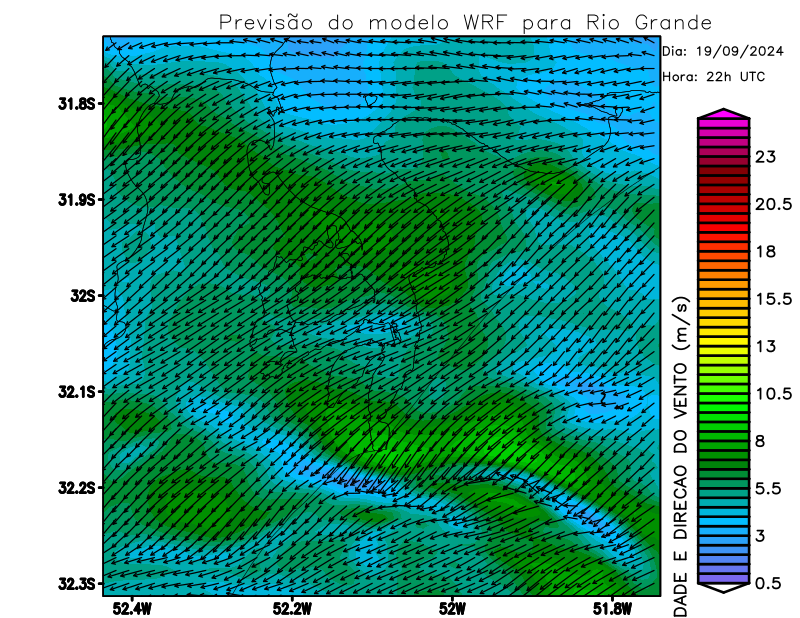 Previsão do modelo WRF para Rio Grande
Dia: 19/09/2024
Hora: 22h UTC
31.8S
31.9S
32S
32.1S
32.2S
32.3S
52.4W
52.2W
52W
51.8W
DADE E DIRECAO DO VENTO (m/s)
23
20.5
18
15.5
13
10.5
8
5.5
3
0.5